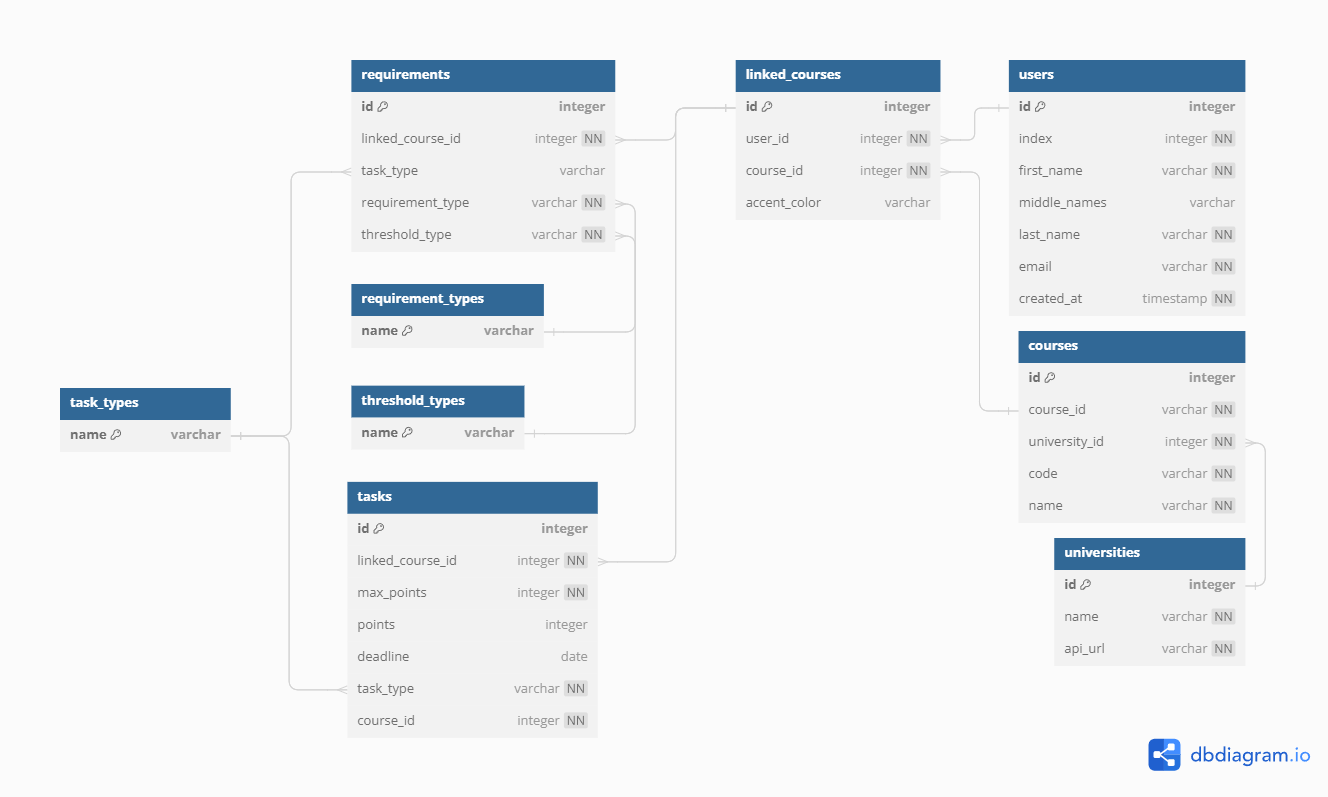 requirements
id integer
linked_course_id integer NN
task_type varchar
requirement_type varchar NN
threshold_type varchar NN
requirement_types
name varchar
threshold_types
name varchar
task_types
name varchar
tasks
id integer
linked_course_id integer NN
max_points integer NN
points integer
deadline date
task_type varchar NN
course_id integer NN
linked_courses
id integer
user_id integer NN
course_id integer NN
accent_color varchar
users
id integer
index integer NN
first_name varchar NN
middle_names varchar
last_name varchar NN
email varchar NN
created_at timestamp NN
courses
id integer
course_id varchar NN
university_id integer NN
code varchar NN
name varchar NN
universities
id integer
name varchar NN
api_url varchar NN
dbdiagram.io